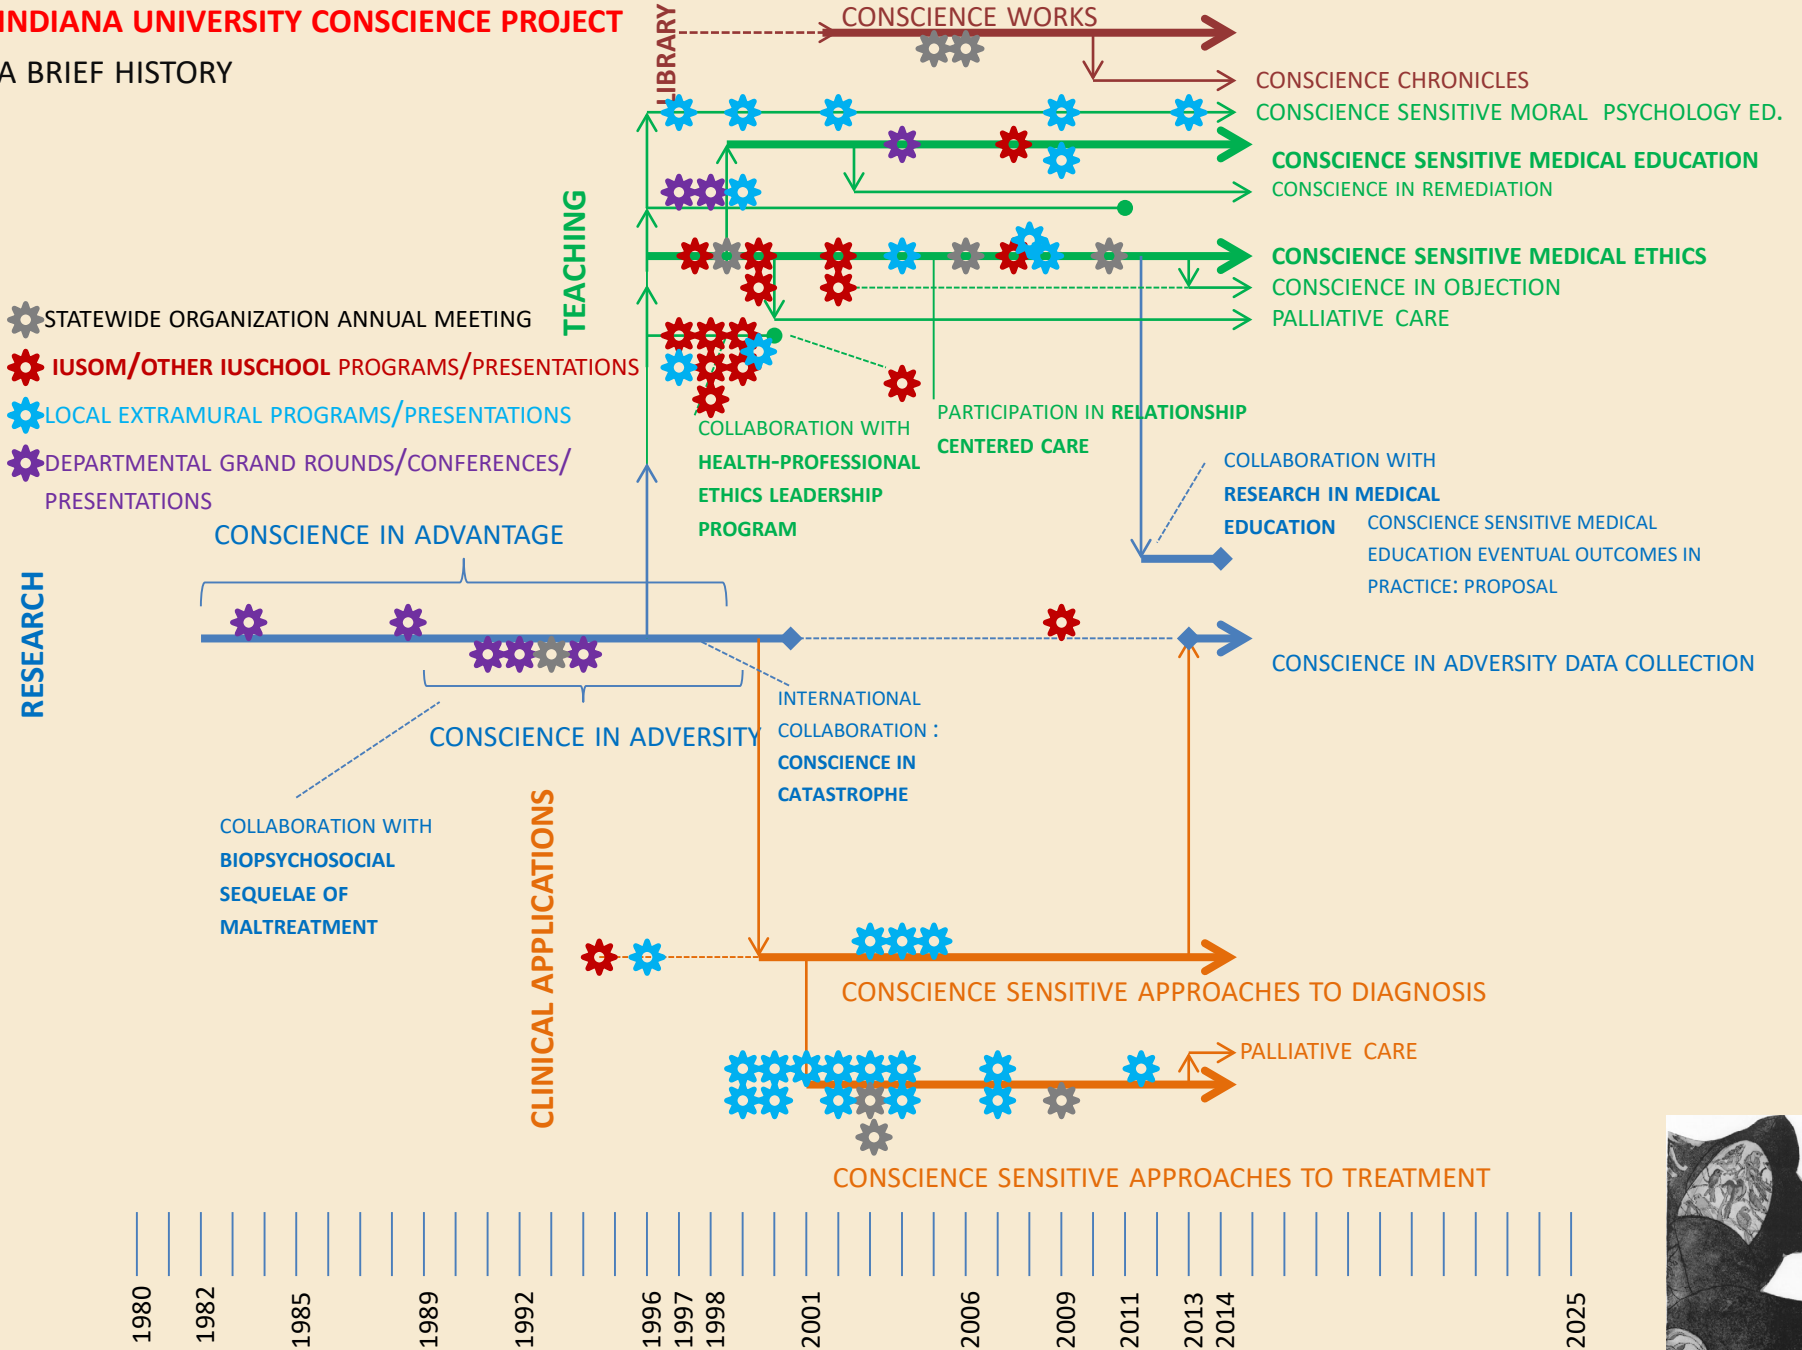 INDIANA UNIVERSITY CONSCIENCE PROJECT
A BRIEF HISTORY
LIBRARY
CONSCIENCE WORKS
CONSCIENCE CHRONICLES
CONSCIENCE SENSITIVE MORAL PSYCHOLOGY ED.
CONSCIENCE SENSITIVE MEDICAL EDUCATION
CONSCIENCE IN REMEDIATION
TEACHING
CONSCIENCE SENSITIVE MEDICAL ETHICS
CONSCIENCE IN OBJECTION
PALLIATIVE CARE
STATEWIDE ORGANIZATION ANNUAL MEETING
IUSOM/OTHER IUSCHOOL PROGRAMS/PRESENTATIONS
LOCAL EXTRAMURAL PROGRAMS/PRESENTATIONS
DEPARTMENTAL GRAND ROUNDS/CONFERENCES/
PRESENTATIONS
COLLABORATION WITH
HEALTH-PROFESSIONAL
ETHICS LEADERSHIP
PROGRAM
PARTICIPATION IN RELATIONSHIP
CENTERED CARE
COLLABORATION WITH
RESEARCH IN MEDICAL
EDUCATION
CONSCIENCE SENSITIVE MEDICAL
EDUCATION EVENTUAL OUTCOMES IN
PRACTICE: PROPOSAL
RESEARCH
CONSCIENCE IN ADVANTAGE
CONSCIENCE IN ADVERSITY DATA COLLECTION
CONSCIENCE IN ADVERSITY
INTERNATIONAL
COLLABORATION :
CONSCIENCE IN
CATASTROPHE
COLLABORATION WITH
BIOPSYCHOSOCIAL
SEQUELAE OF
MALTREATMENT
CLINICAL APPLICATIONS
CONSCIENCE SENSITIVE APPROACHES TO DIAGNOSIS
PALLIATIVE CARE
CONSCIENCE SENSITIVE APPROACHES TO TREATMENT
1980
1982
1985
1989
1992
1996
1997
1998
2001
2006
2009
2011
2013
2014
2025